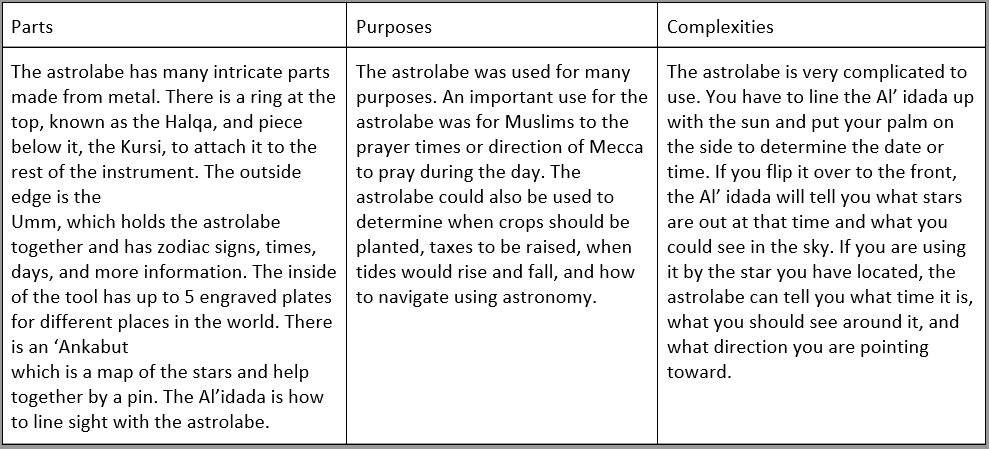 Parts
Purposes
Complexities
The astrolabe has many intricate parts
made from metal. There is a ring at the
top, known as the Halqa, and piece
below it, the Kursi, to attach it to the
rest of the instrument. The outside
edge is the
Umm, which holds the astrolabe
together and has zodiac signs, times,
days, and more information. The inside
of the tool has up to 5 engraved plates
for different places in the world. There
is an ‘Ankabut
which is a map of the stars and help
together by a pin. The Al’idada is how
to line sight with the astrolabe.
The astrolabe was used for many
purposes. An important use for the
astrolabe was for Muslims to the
prayer times or direction of Mecca
to pray during the day. The
astrolabe could also be used to
determine when crops should be
planted, taxes to be raised, when
tides would rise and fall, and how
to navigate using astronomy.
The astrolabe is very complicated to
use. You have to line the Al’ idada up
with the sun and put your palm on
the side to determine the date or
time. If you flip it over to the front,
the Al’ idada will tell you what stars
are out at that time and what you
could see in the sky. If you are using
it by the star you have located, the
astrolabe can tell you what time it is,
what you should see around it, and
what direction you are pointing
toward.